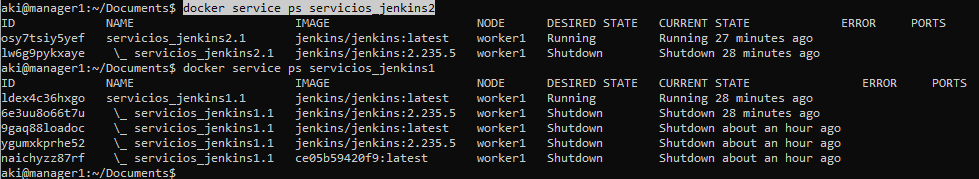 aki@manager1:~/Documents$ docker service ps servicios_jenkins2
ID NAME IMAGE NODE DESIRED STATE CURRENT STATE ERROR PORTS
osy7tsiy5yef servicios_jenkins2.1 jenkins/jenkins:latest worker1 Running Running 27 minutes ago
lw6g9pykxaye \_ servicios_jenkins2.1 jenkins/jenkins:2.235.5 worker1 Shutdown Shutdown 28 minutes ago
aki@manager1:~/Documents$ docker service ps servicios_jenkins1
ID NAME IMAGE NODE DESIRED STATE CURRENT STATE ERROR PORTS
ldex4c36hxgo servicios_jenkins1.1 jenkins/jenkins:latest worker1 Running Running 28 minutes ago
6e3uu8o66t7u \_ servicios_jenkins1.1 jenkins/jenkins:2.235.5 worker1 Shutdown Shutdown 28 minutes ago
9gaq88loadoc \_ servicios_jenkins1.1 jenkins/jenkins:latest worker1 Shutdown Shutdown about an hour ago
ygumxkprhe52 \_ servicios_jenkins1.1 jenkins/jenkins:2.235.5 worker1 Shutdown Shutdown about an hour ago
naichyzz87rf \_ servicios_jenkins1.1 ce05b59420f9:latest worker1 Shutdown Shutdown about an hour ago
aki@manager1:~/Documents$